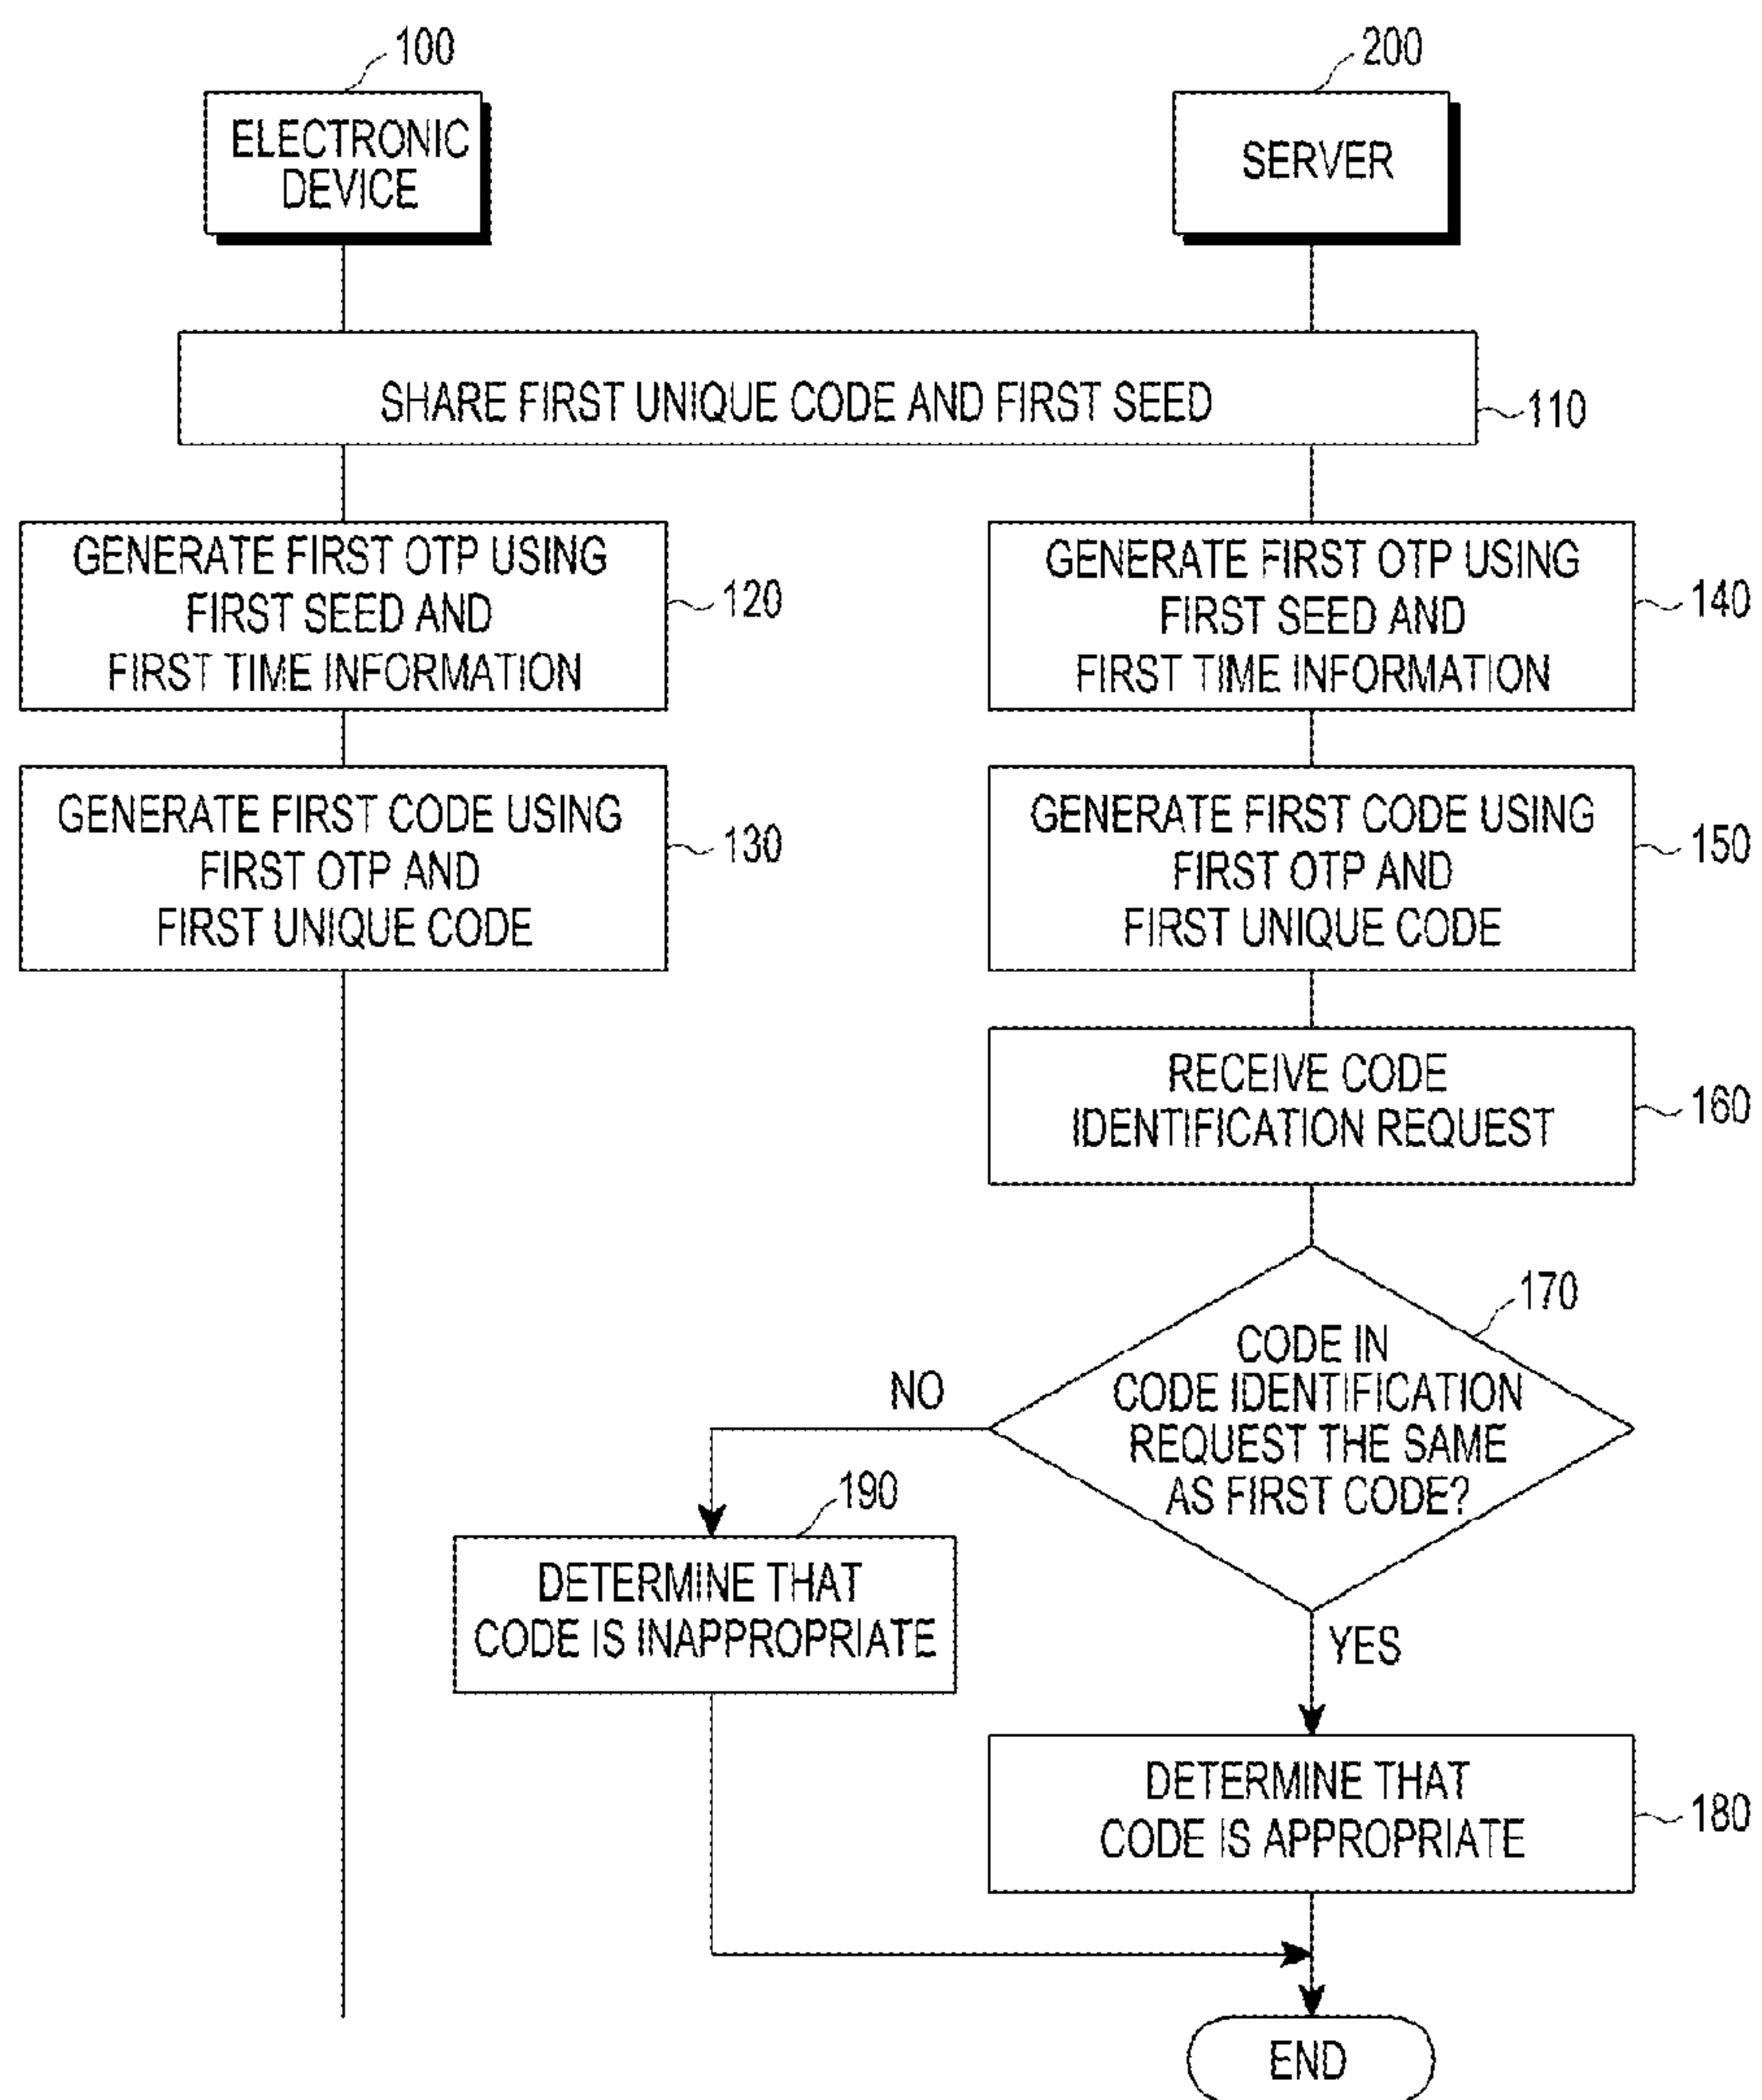 100
200
ELECTRONIC
DEVICE
SERVER
SHARE FIRST UNIQUE CODE AND FIRST SEED
110
GENERATE FIRST OTP USING
FIRST SEED AND
FIRST TIME INFORMATION
120
GENERATE FIRST OTP USING
FIRST SEED AND
FIRST TIME INFORMATION
140
GENERATE FIRST CODE USING
FIRST OTP AND
FIRST UNIQUE CODE
130
GENERATE FIRST CODE USING
FIRST OTP AND
FIRST UNIQUE CODE
150
RECEIVE CODE
IDENTIFICATION REQUEST
160
170
CODE IN
CODE IDENTIFICATION
REQUEST THE SAME
AS FIRST CODE?
NO
190
DETERMINE THAT
CODE IS INAPPROPRIATE
YES
DETERMINE THAT
CODE IS APPROPRIATE
180
END